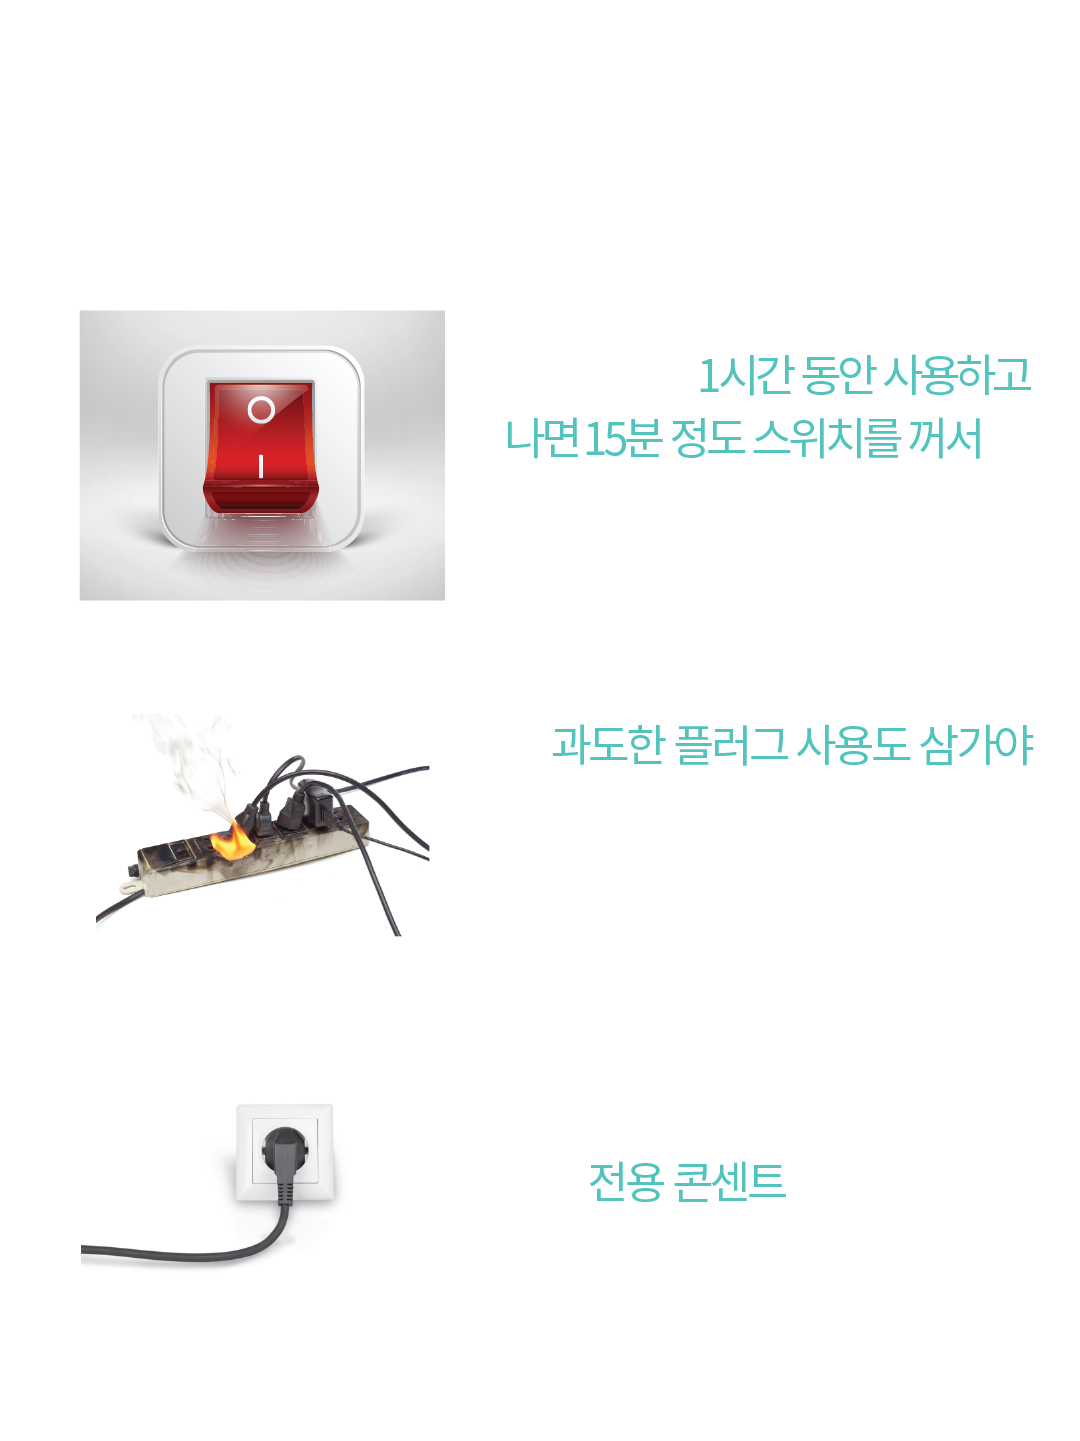 1시간 동안 사용하고
나면 15분 정도 스위치를 꺼서
과도한 플러그 사용도 삼가야
전용 콘센트